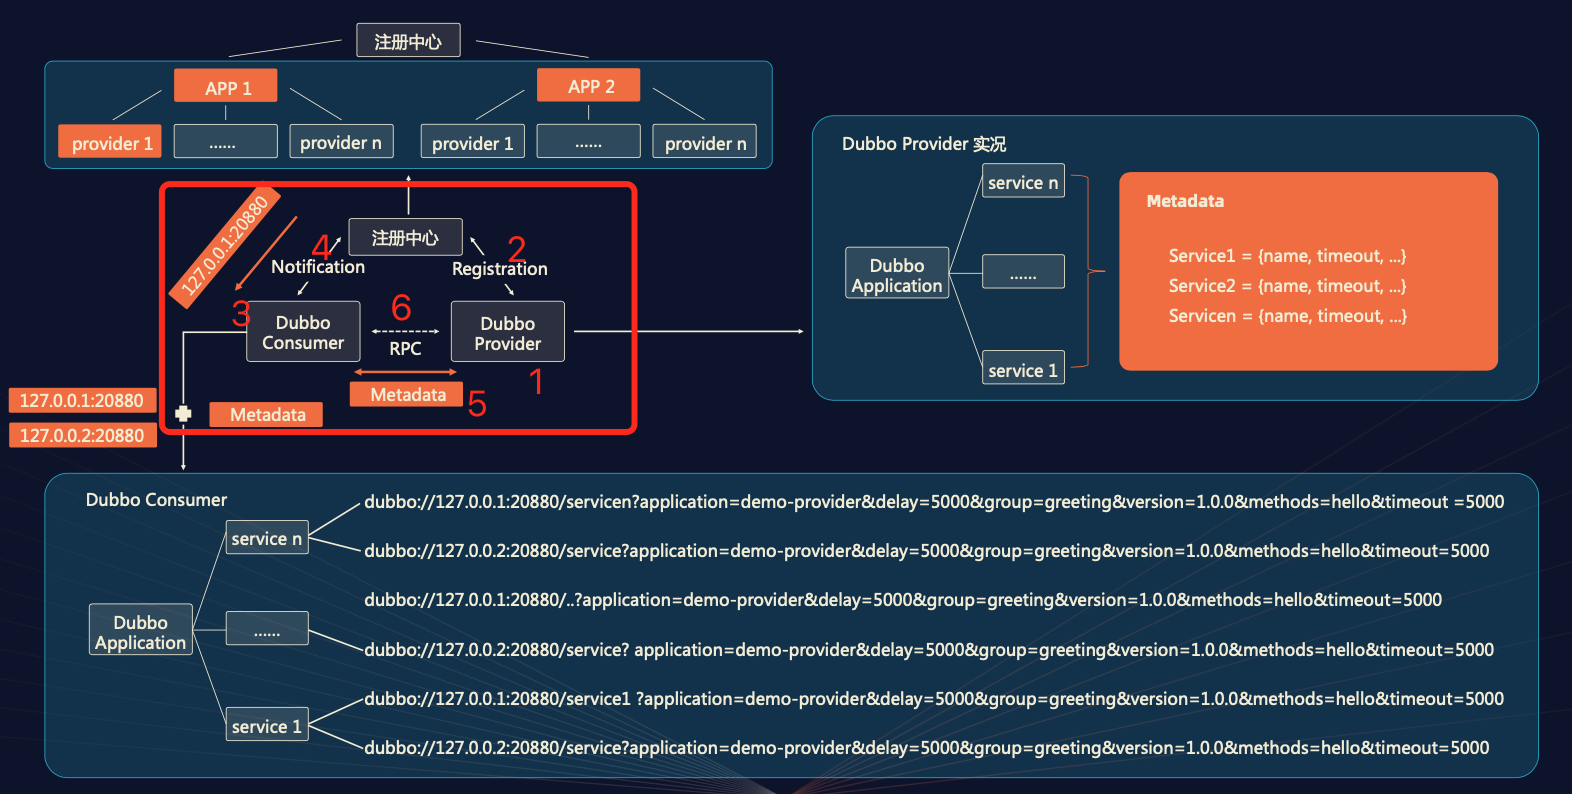 注册中心
APP 1
APP 2
provider 1
......
provider n
provider 1
......
provider n
127.0.0.1:20880
注册中心
4
2
Notification
Registration
3
6
Dubbo
Consumer
RPC
Dubbo
Provider
1
Metadata
5
Metadata
127.0.0.1:20880
127.0.0.2:20880
Dubbo Provider 实况
service n
Dubbo
Application
......
service 1
Metadata
Service1 = {name, timeout, ...}
Service2 = {name, timeout, ...}
Servicen = {name, timeout, ...}
Dubbo Consumer
service n
Dubbo
Application
......
service 1
dubbo://127.0.0.1:20880/servicen?application=demo-provider&delay=5000&group=greeting&version=1.0.0&methods=hello&timeout =5000
dubbo://127.0.0.2:20880/service?application=demo-provider&delay=5000&group=greeting&version=1.0.0&methods=hello&timeout=5000
dubbo://127.0.0.1:20880/..?application=demo-provider&delay=5000&group=greeting&version=1.0.0&methods=hello&timeout=5000
dubbo://127.0.0.2:20880/service? application=demo-provider&delay=5000&group=greeting&version=1.0.0&methods=hello&timeout=5000
dubbo://127.0.0.1:20880/service1 ?application=demo-provider&delay=5000&group=greeting&version=1.0.0&methods=hello&timeout=5000
dubbo://127.0.0.2:20880/service?application=demo-provider&delay=5000&group=greeting&version=1.0.0&methods=hello&timeout=5000